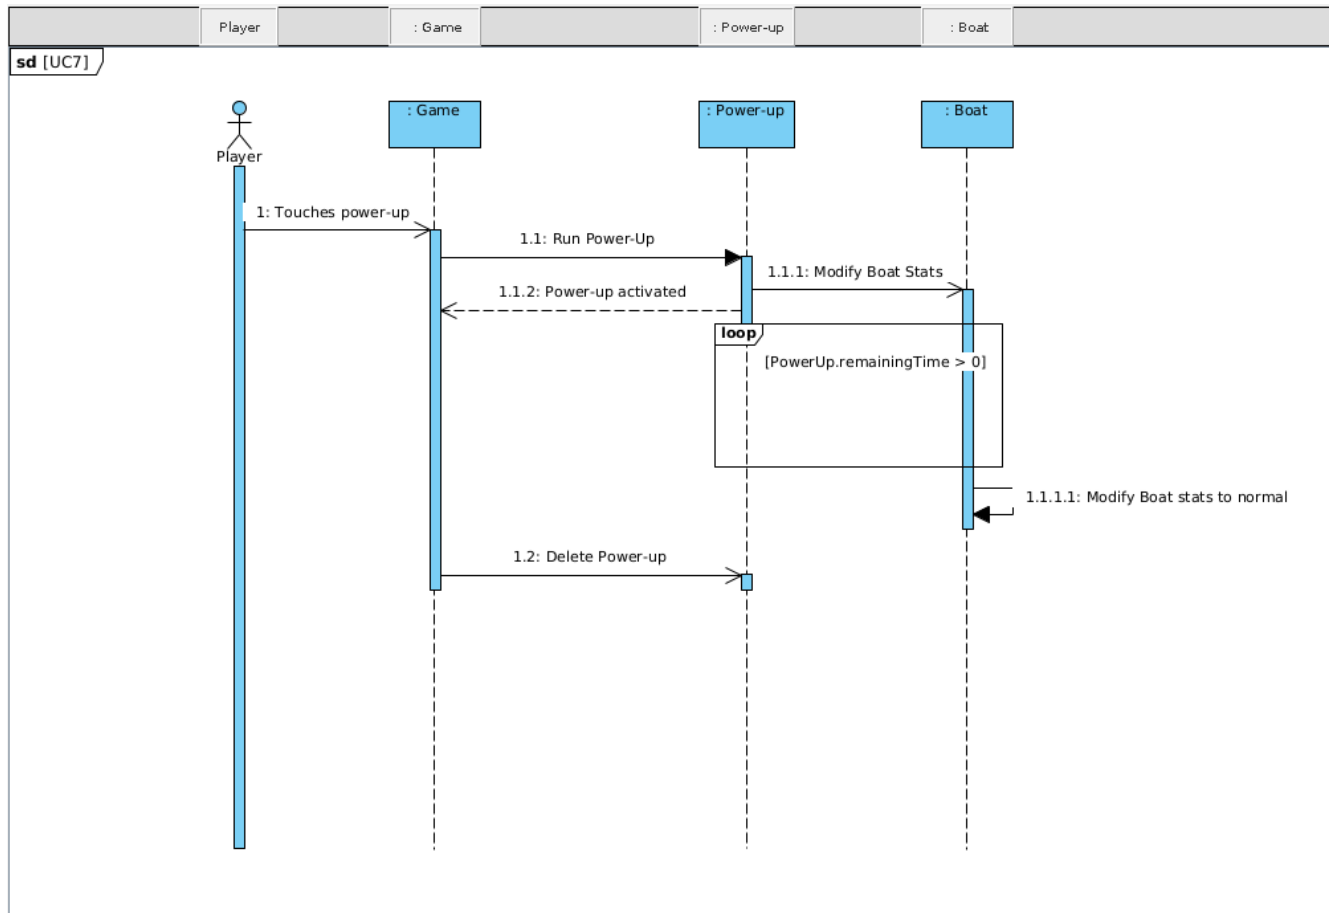 Player
: Game
: Power-up
: Boat
sd [UC7]
: Game
: Power-up
: Boat
Player
1: Touches power-up
1.1: Run Power-Up
1.1.1: Modify Boat Stats
1.1.2: Power-up activated
loop
[PowerUp.remainingTime > 0]
1.1.1.1: Modify Boat stats to normal
1.2: Delete Power-up